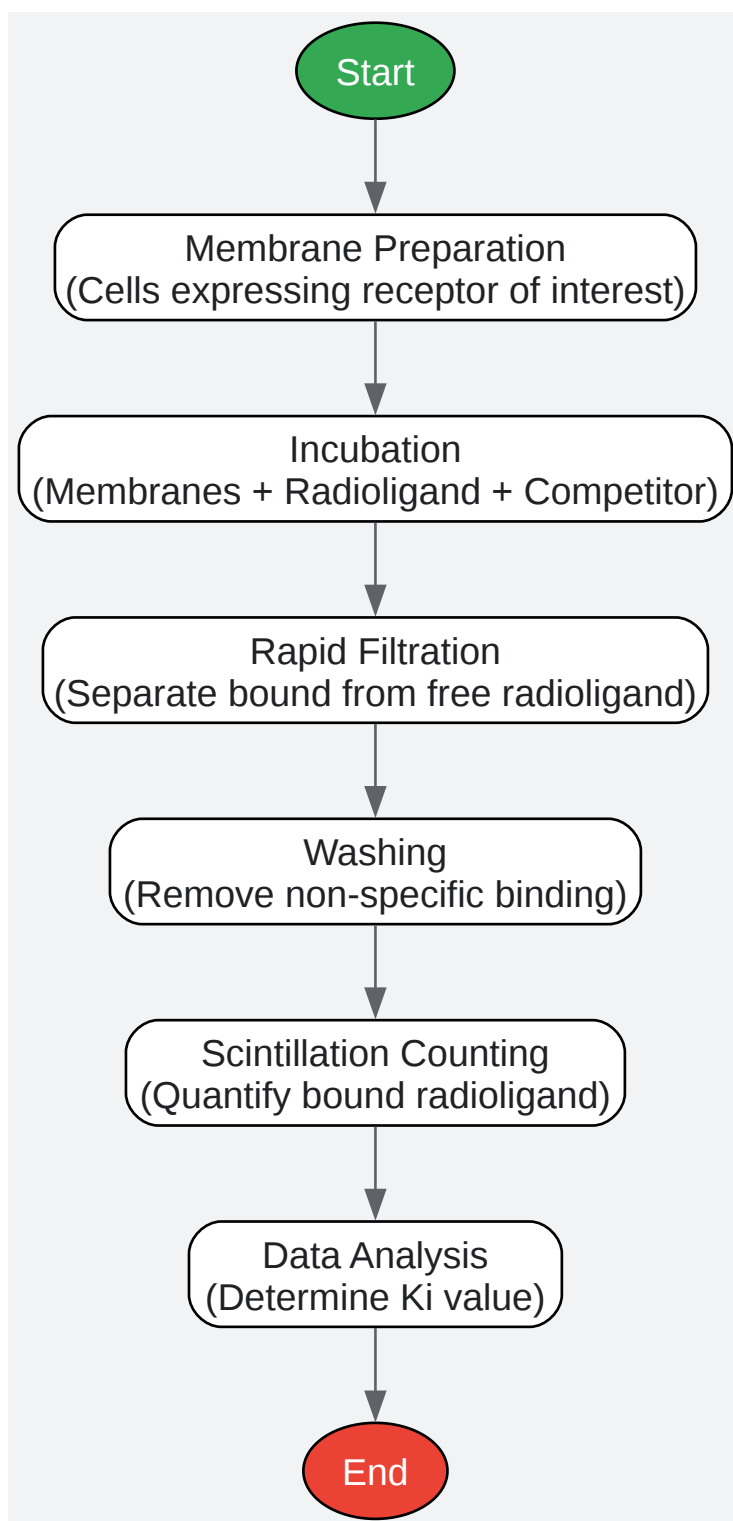 Start
Membrane Preparation
(Cells expressing receptor of interest)
Incubation
(Membranes + Radioligand + Competitor)
Rapid Filtration
(Separate bound from free radioligand)
Washing
(Remove non-specific binding)
Scintillation Counting
(Quantify bound radioligand)
Data Analysis
(Determine Ki value)
End